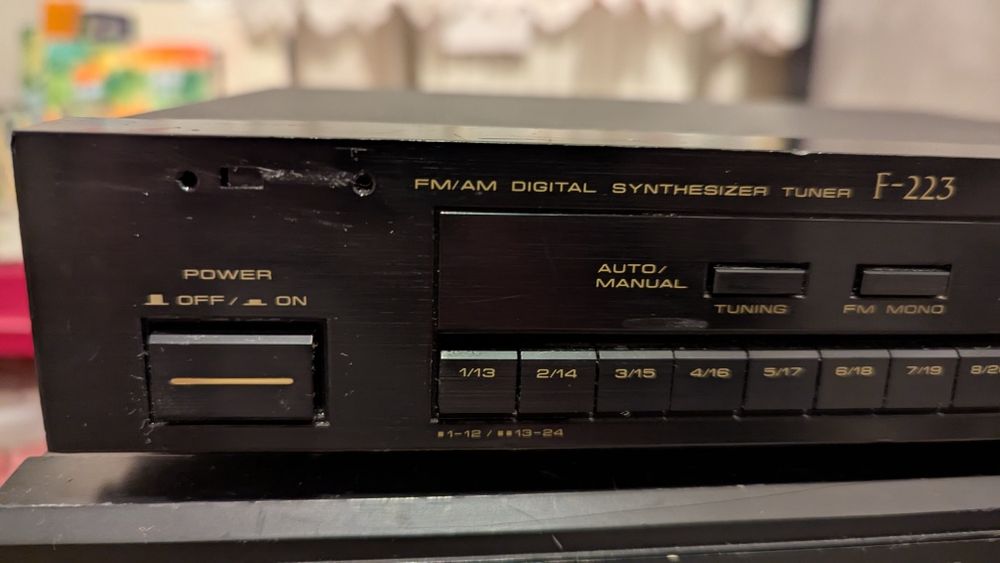 FM/AM DIGITAL SYNTHESIZER TUNER F-223
POWER
OFF / ON
AUTO/
MANUAL
TUNING
FM MONO
1/13 2/14 3/15 4/16 5/17 6/18 7/19
1-12 / 13-24